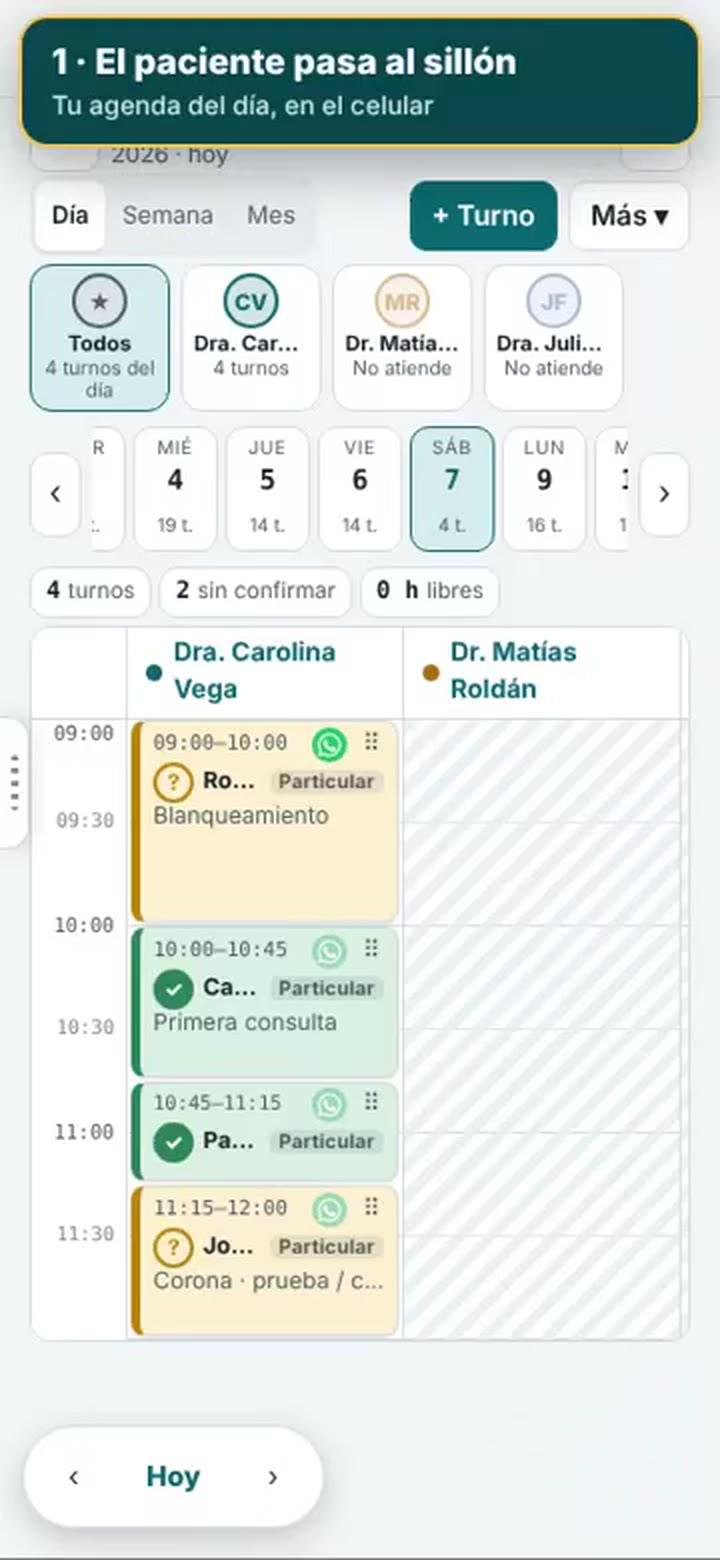 1 · El paciente pasa al sillón
Tu agenda del día, en el celular
2026 · hoy
Día Semana Mes + Turno Más ▾
★ CV MR JF
Todos Dra. Car... Dr. Matía... Dra. Juli...
4 turnos del día 4 turnos No atiende No atiende
R MIÉ JUE VIE SÁB LUN M
4 5 6 7 9
19 t. 14 t. 14 t. 4 t. 16 t. 1
‹ ›
4 turnos 2 sin confirmar 0 h libres
Dra. Carolina Vega
Dr. Matías Roldán
09:00
09:00–10:00
? Ro... Particular
Blanqueamiento
09:30
10:00
10:00–10:45
Ca... Particular
Primera consulta
10:30
10:45–11:15
11:00
Pa... Particular
11:15–12:00
11:30
? Jo... Particular
Corona · prueba / c...
‹ Hoy ›